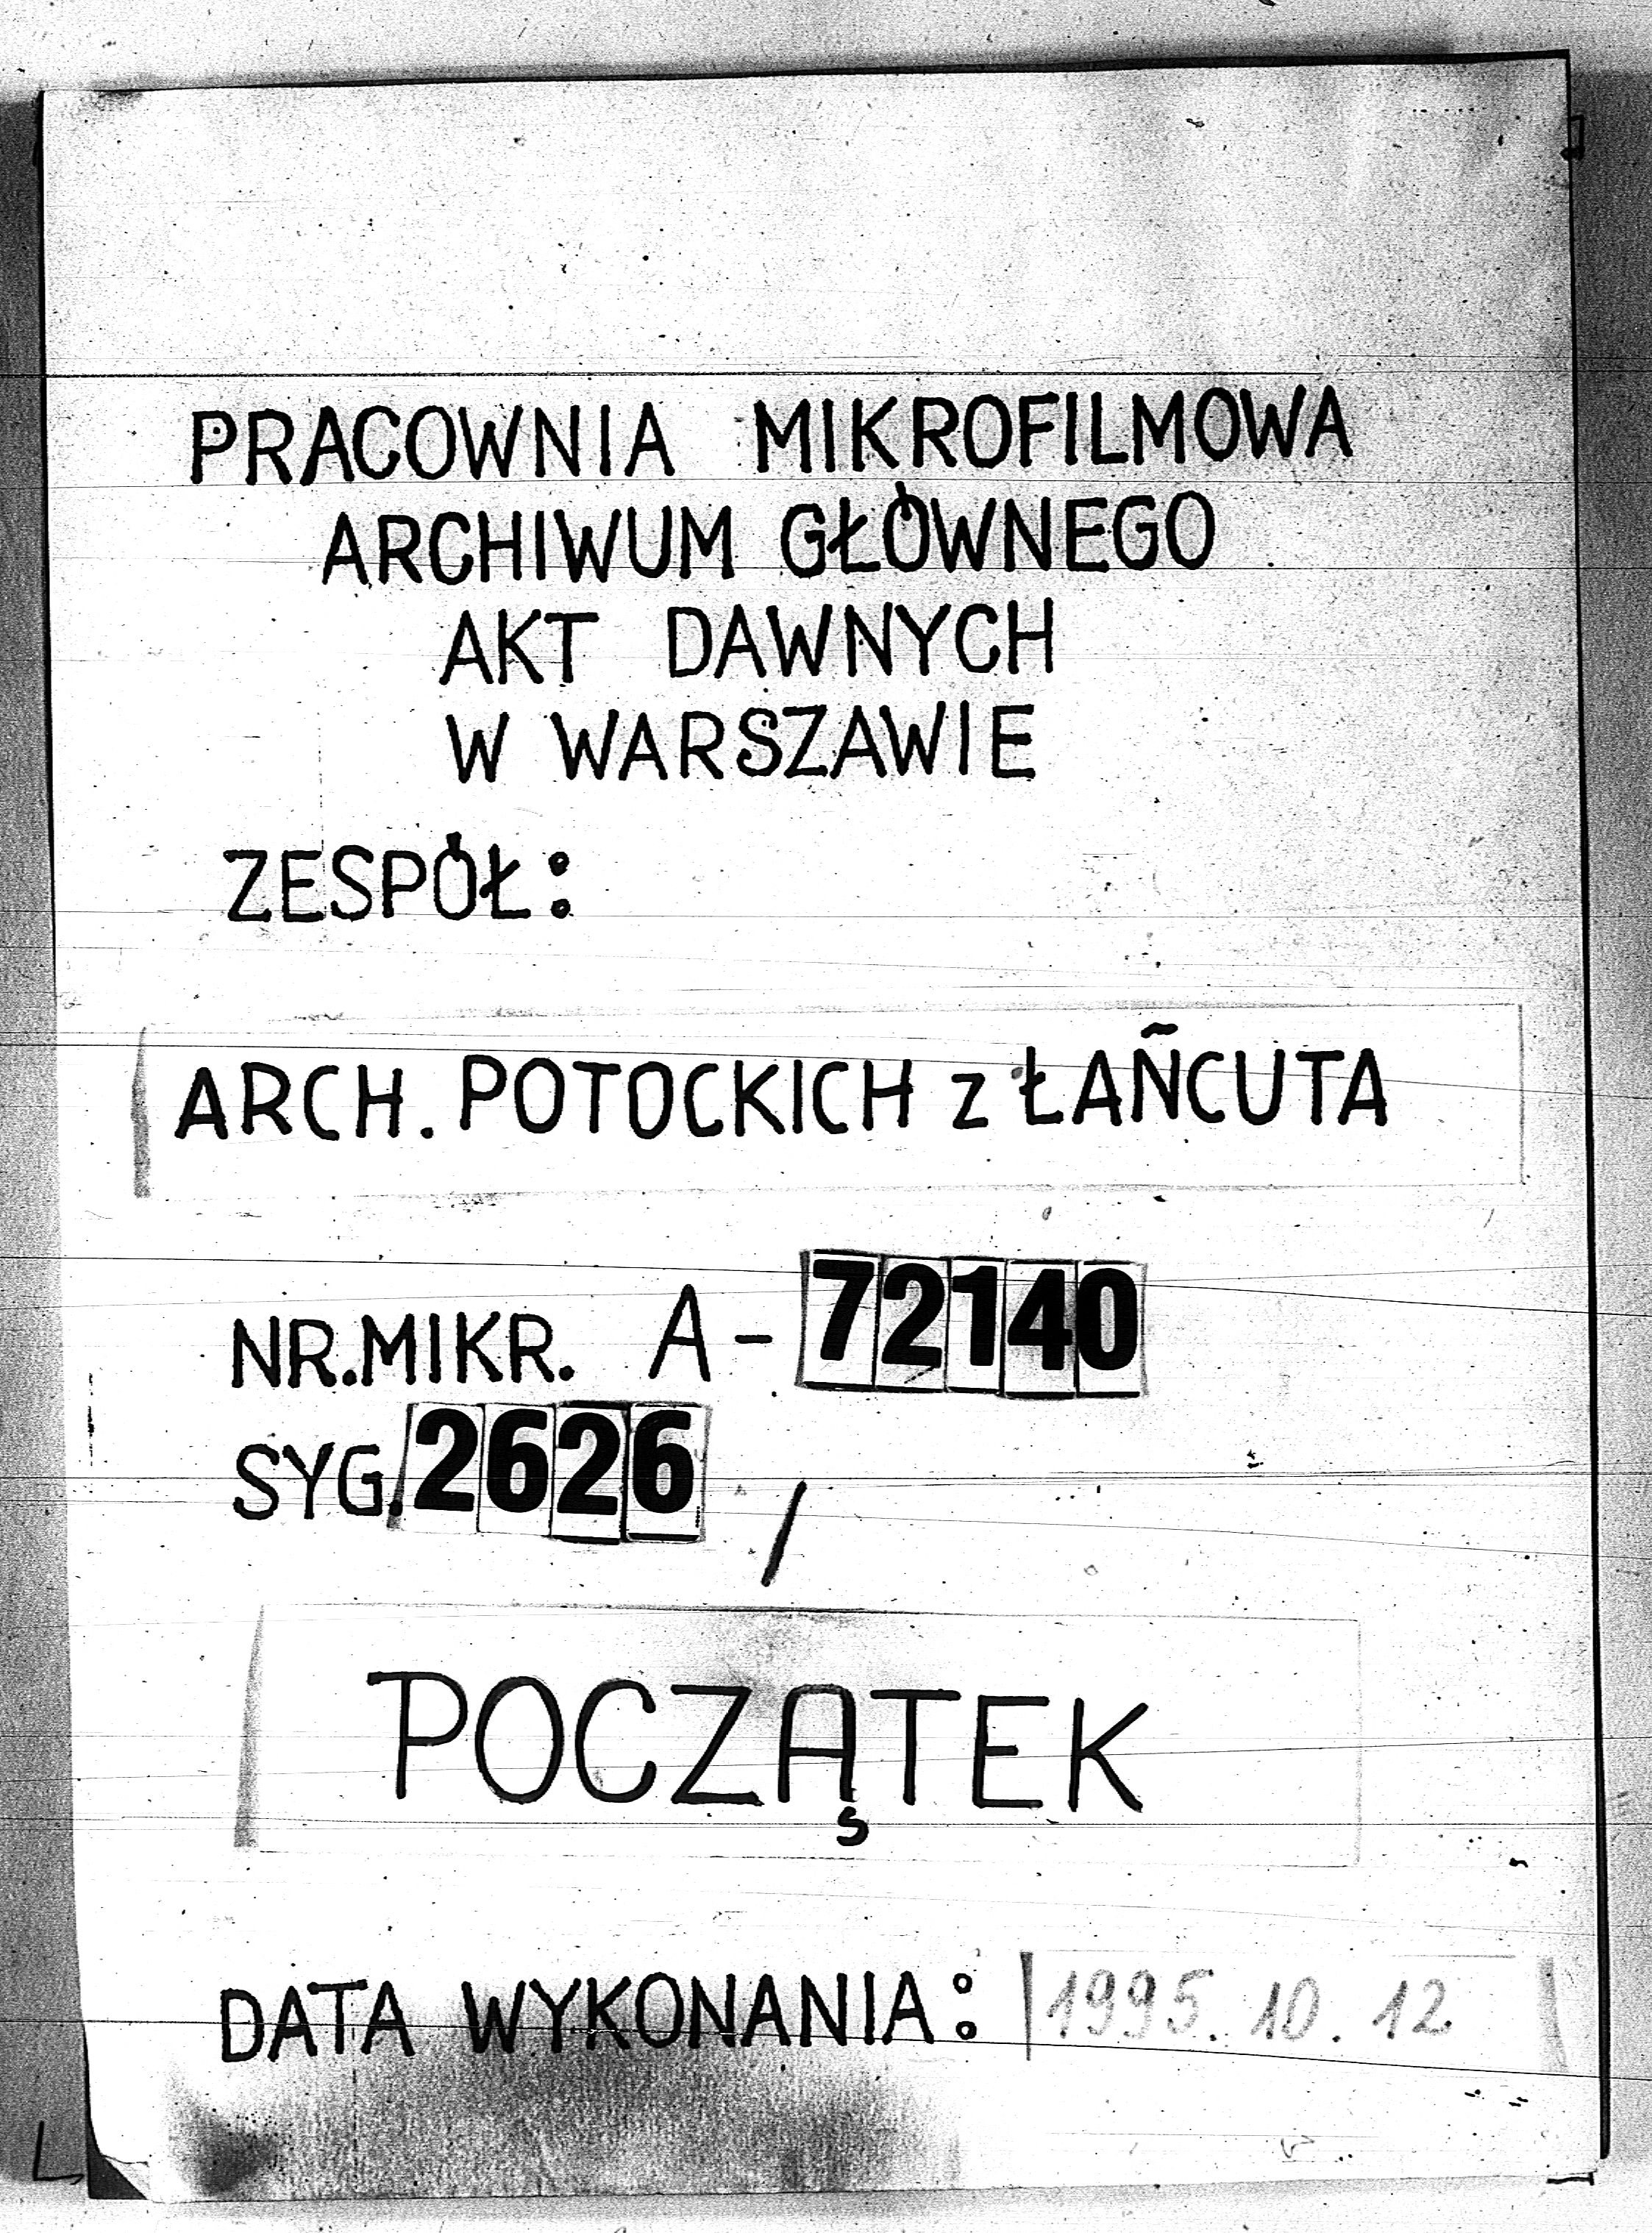 PRACOWNIA MIKROFILMOWA
ARCHIWUM GŁÓWNEGO
AKT DAWNYCH
W WARSZAWIE
ZESPÓŁ:
ARCH. POTOCKICH z ŁAŃCUTA
NR.MIKR. A-72140
SYG.2626 /
POCZĄTEK
DATA WYKONANIA: 1995.10.12